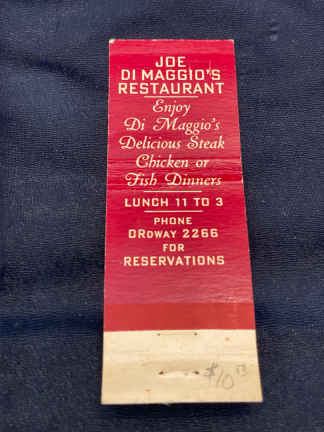 JOE
DI MAGGIO'S
RESTAURANT
Enjoy
Di Maggio's
Delicious Steak
Chicken or
Fish Dinners
LUNCH 11 TO 3
PHONE
ORDWAY 2266
FOR
RESERVATIONS
$10